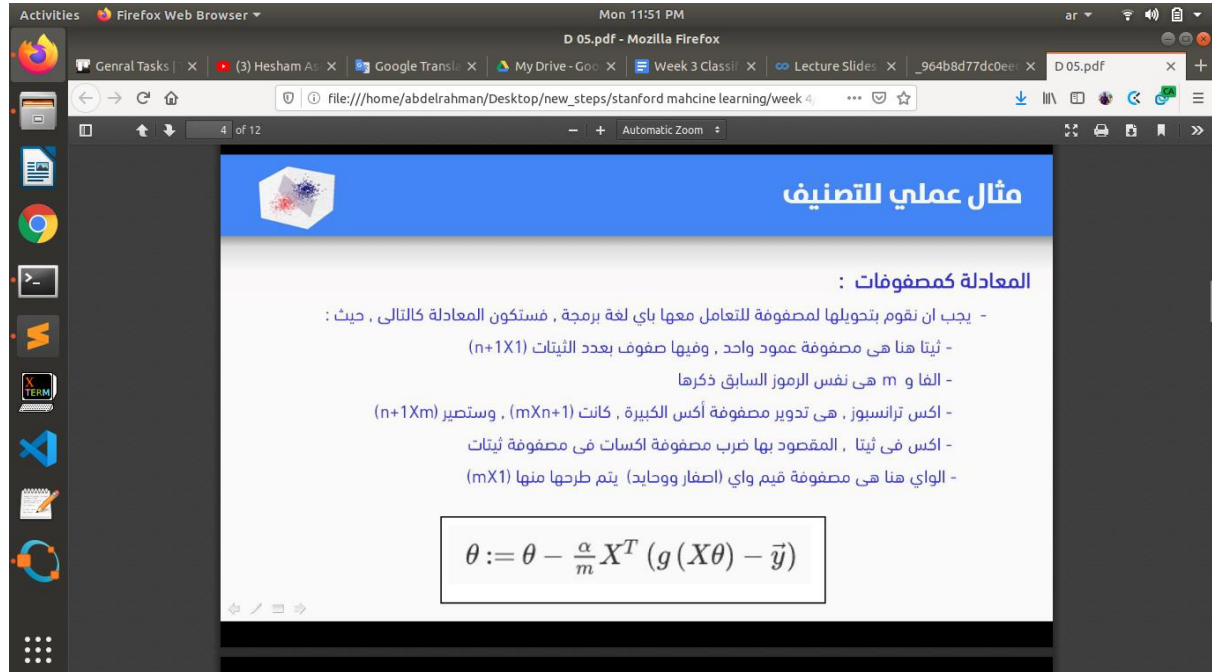 Activities Firefox Web Browser Mon 11:51 PM ar
D 05.pdf - Mozilla Firefox
Genral Tasks | (3) Hesham As Google Transla My Drive - Goo Week 3 Classif Lecture Slides _964b8d77dc0eec D 05.pdf
file:///home/abdelrahman/Desktop/new_steps/stanford mahcine learning/week 4/
4 of 12 Automatic Zoom
مثال عملي للتصنيف
المعادلة كمصفوفات :
- يجب ان نقوم بتحويلها لمصفوفة للتعامل معها باي لغة برمجة , فستكون المعادلة كالتالى , حيث :
- ثيتا هنا هى مصفوفة عمود واحد , وفيها صفوف بعدد الثيتات (n+1X1)
- الفا و m هى نفس الرموز السابق ذكرها
- اكس ترانسبوز , هى تدوير مصفوفة أكس الكبيرة , كانت (mXn+1) , وستصير (n+1Xm)
- اكس فى ثيتا , المقصود بها ضرب مصفوفة اكسات فى مصفوفة ثيتات
- الواي هنا هى مصفوفة قيم واي (اصفار ووحايد) يتم طرحها منها (mX1)
θ := θ − α/m X^T (g (Xθ) − y⃗)
X TERM
CA